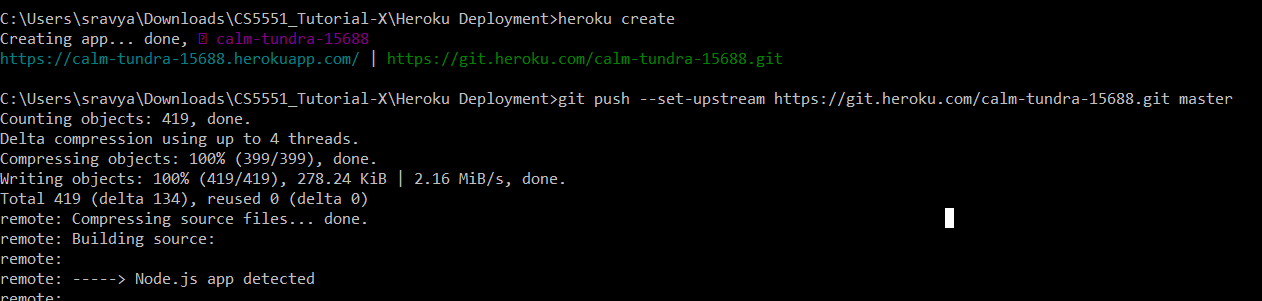 C:\Users\sravya\Downloads\CS5551_Tutorial-X\Heroku Deployment>heroku create
Creating app... done, ⍰ calm-tundra-15688
https://calm-tundra-15688.herokuapp.com/ | https://git.heroku.com/calm-tundra-15688.git
C:\Users\sravya\Downloads\CS5551_Tutorial-X\Heroku Deployment>git push --set-upstream https://git.heroku.com/calm-tundra-15688.git master
Counting objects: 419, done.
Delta compression using up to 4 threads.
Compressing objects: 100% (399/399), done.
Writing objects: 100% (419/419), 278.24 KiB | 2.16 MiB/s, done.
Total 419 (delta 134), reused 0 (delta 0)
remote: Compressing source files... done.
remote: Building source:
remote:
remote: -----> Node.js app detected
remote: